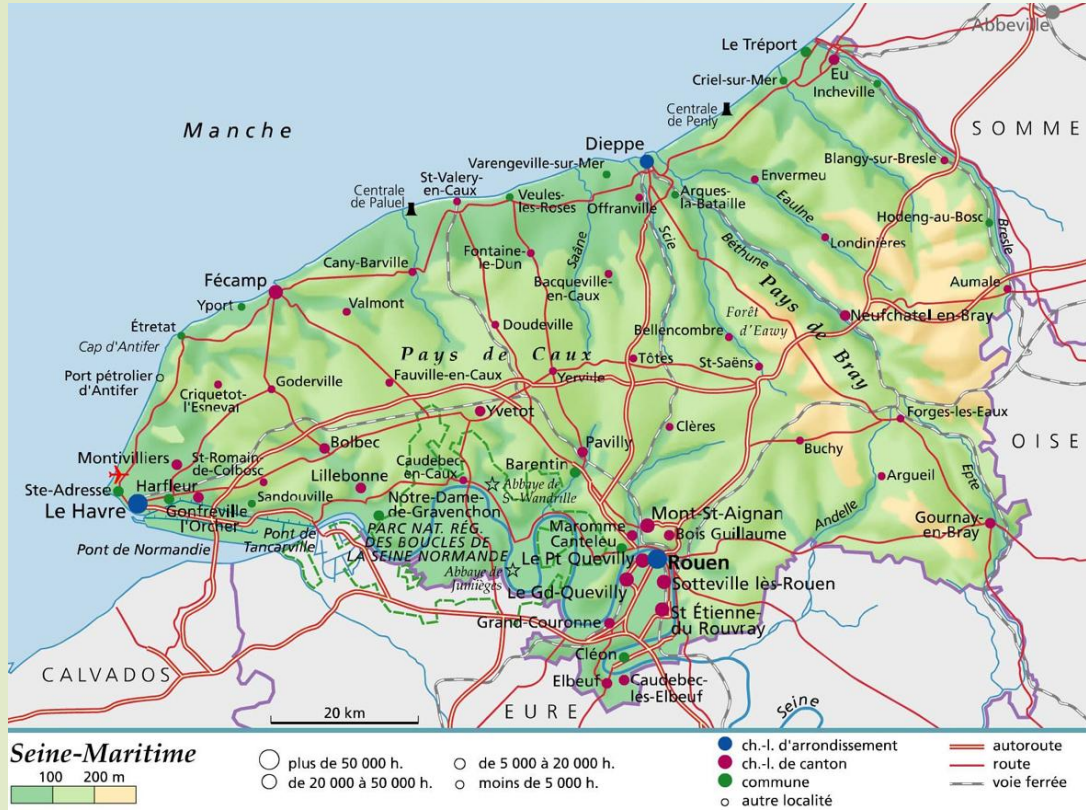 Abbeville
Le Tréport
Eu
Criel-sur-Mer
Incheville
Centrale
de Penly
SOMME
Manche
Dieppe
Varengeville-sur-Mer
Blangy-sur-Bresle
St-Valery-
en-Caux
Envermeu
Centrale
de Paluel
Veules-
les-Roses
Offranville
Arques-
la-Bataille
Eaulne
Hodeng-au-Bosc
Bresle
Saâne
Scie
Béthune
Londinières
Fontaine-
le-Dun
Cany-Barville
Fécamp
Bacqueville-
en-Caux
Aumale
Yport
Valmont
Pays de Bray
Neufchatel en-Bray
Étretat
Doudeville
Bellencombre
Forêt
d'Eawy
Cap d'Antifer
Pays de Caux
Tôtes
St-Saëns
Port pétrolier
d'Antifer
Goderville
Fauville-en-Caux
Yerville
Criquetot-
l'Esneval
Yvetot
Forges-les-Eaux
Clères
OISE
Bolbec
Pavilly
Buchy
Montivilliers
St-Romain-
de-Colbosc
Lillebonne
Caudebec-
en-Caux
Barentin
Argueil
Epte
Ste-Adresse
Harfleur
Sandouville
Abbaye de
S-Wandrille
Notre-Dame-
de-Gravenchon
Le Havre
Gonfreville
l'Orcher
Andelle
Gournay-
en-Bray
Mont-St-Aignan
Pont de
Tancarville
PARC NAT. RÉG.
DES BOUCLES DE
LA SEINE NORMANDE
Maromme
Bois Guillaume
Canteleu
Pont de Normandie
Le Pt Quevilly
Rouen
Abbaye de
Jumièges
Le Gd-Quevilly
Sotteville lès-Rouen
St Étienne-
du Rouvray
Grand-Couronne
Cléon
CALVADOS
Elbeuf
Caudebec-
lès-Elbeuf
EURE
Seine
20 km
Seine-Maritime
100 200 m
plus de 50 000 h.
de 20 000 à 50 000 h.
de 5 000 à 20 000 h.
moins de 5 000 h.
ch.-l. d'arrondissement
ch.-l. de canton
commune
autre localité
autoroute
route
voie ferrée